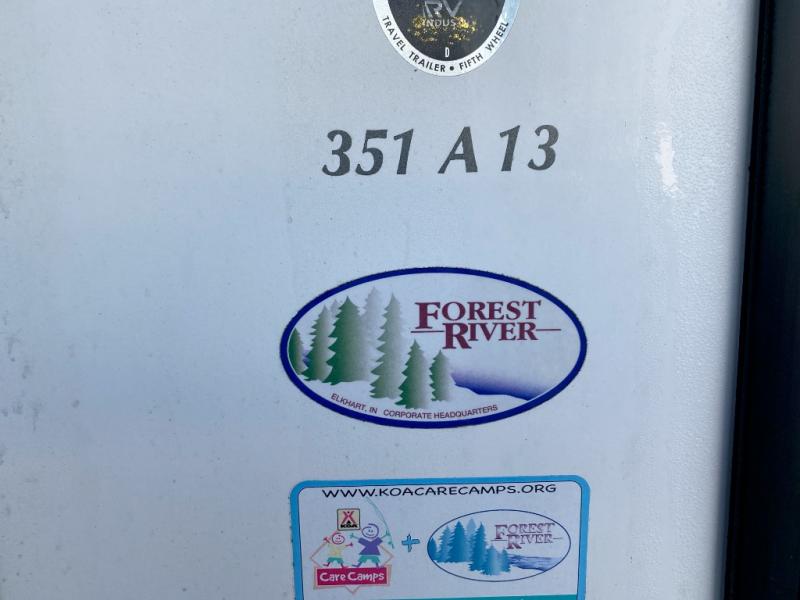 RV
INDUS
D
TRAVEL TRAILER • FIFTH WHEEL
351 A 13
FOREST
RIVER
ELKHART, IN CORPORATE HEADQUARTERS
WWW.KOACARECAMPS.ORG
KOA
Care Camps
+
FOREST
RIVER